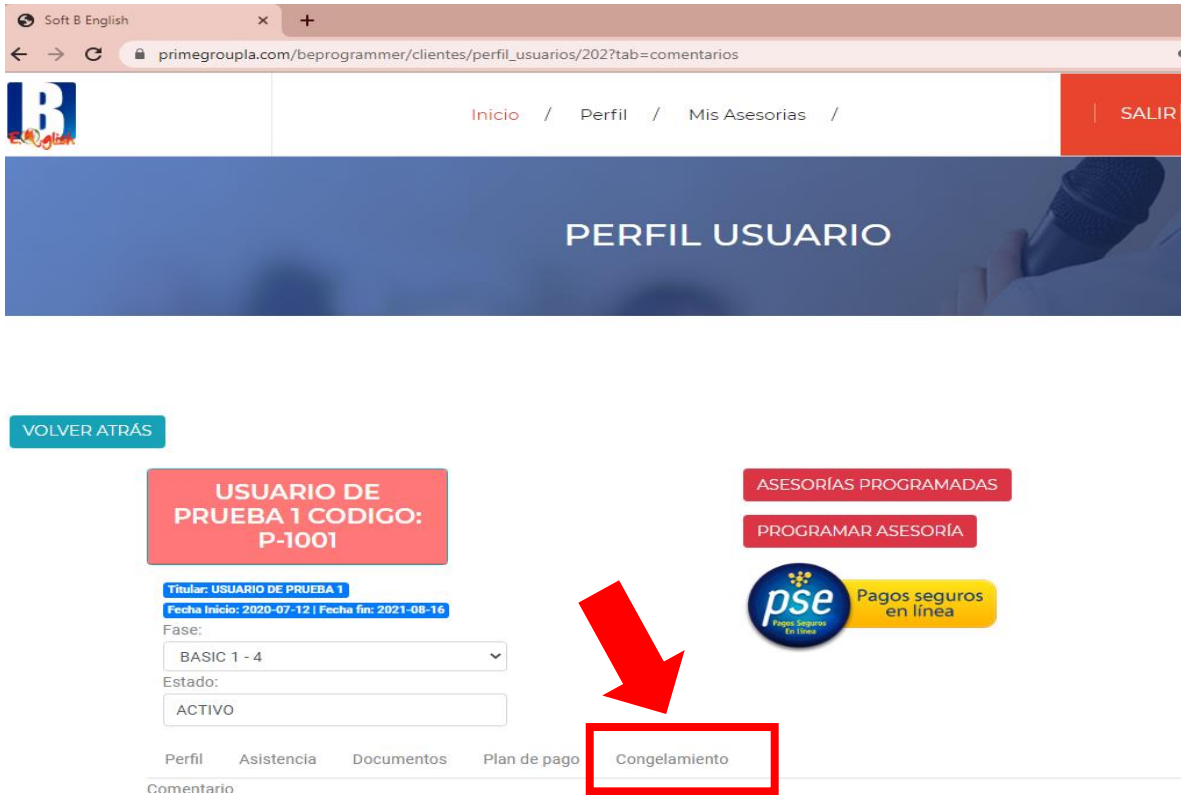 Soft B English
primegroupla.com/beprogrammer/clientes/perfil_usuarios/202?tab=comentarios
B
English
Inicio / Perfil / Mis Asesorias /
SALIR
PERFIL USUARIO
VOLVER ATRÁS
USUARIO DE
PRUEBA 1 CODIGO:
P-1001
ASESORÍAS PROGRAMADAS
PROGRAMAR ASESORÍA
Titular: USUARIO DE PRUEBA 1
Fecha Inicio: 2020-07-12 | Fecha fin: 2021-08-16
pse
Pagos Seguros
En Línea
Pagos seguros
en línea
Fase:
BASIC 1 - 4
Estado:
ACTIVO
Perfil Asistencia Documentos Plan de pago Congelamiento
Comentario